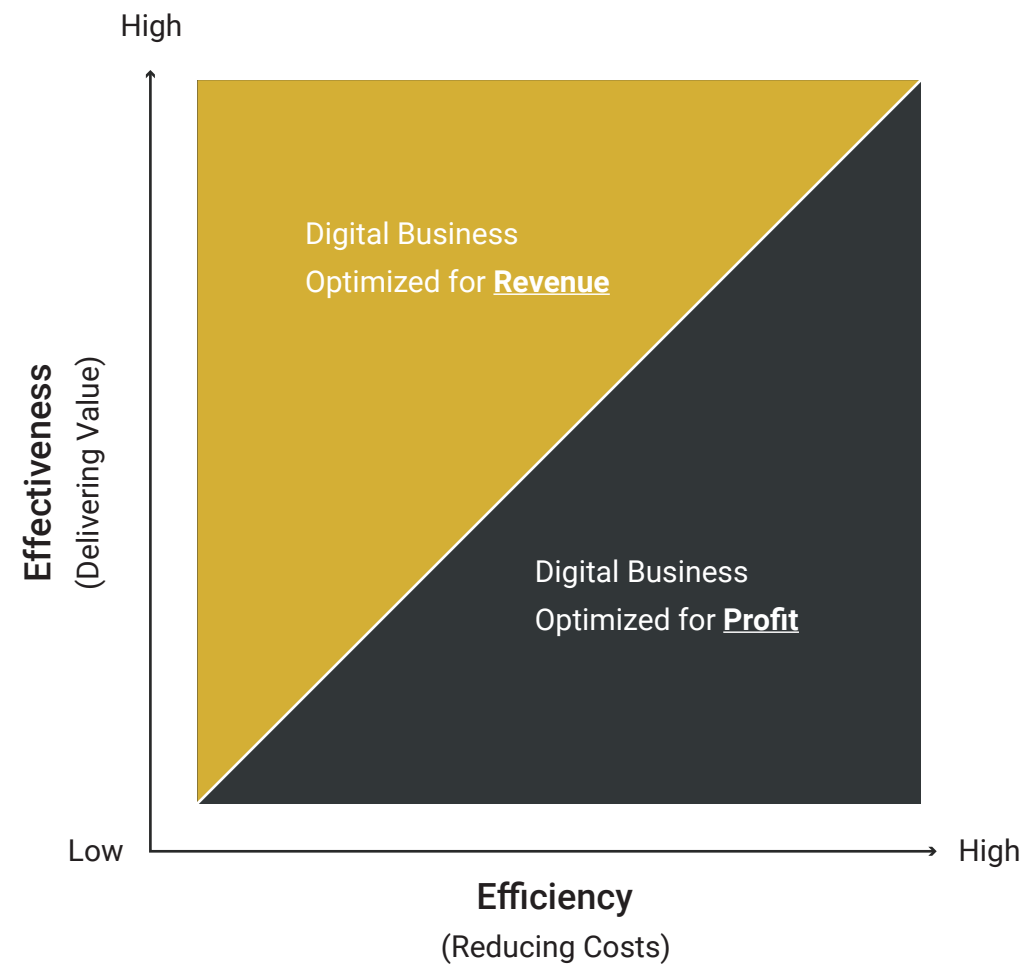 High
Digital Business
Optimized for Revenue
Effectiveness
(Delivering Value)
Digital Business
Optimized for Profit
Low
High
Efficiency
(Reducing Costs)